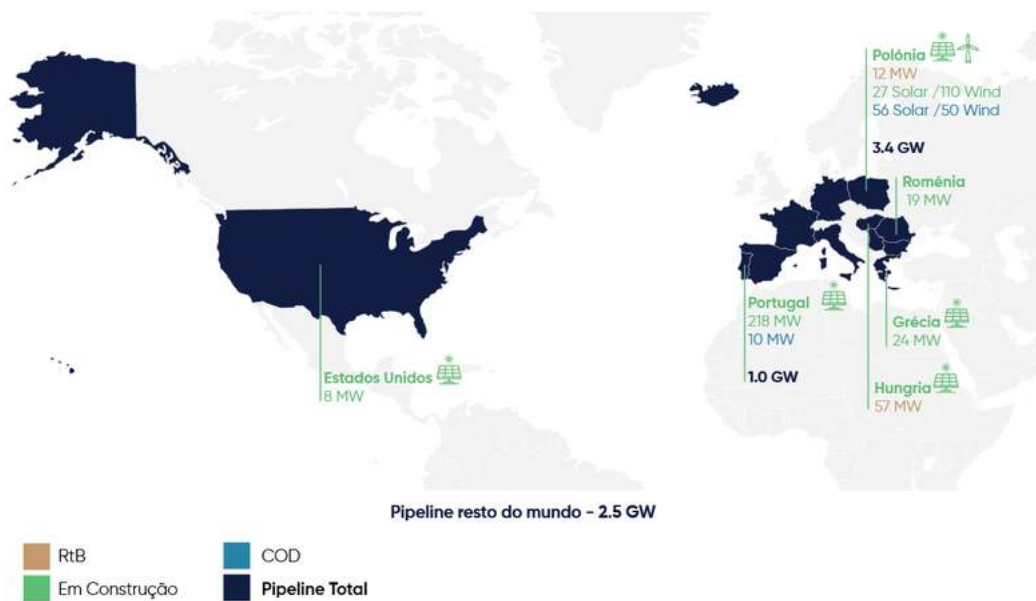 Polónia
12 MW
27 Solar /110 Wind
56 Solar /50 Wind
3.4 GW
Roménia
19 MW
Portugal
218 MW
10 MW
1.0 GW
Grécia
24 MW
Estados Unidos
8 MW
Hungria
57 MW
Pipeline resto do mundo - 2.5 GW
RtB
COD
Em Construção
Pipeline Total